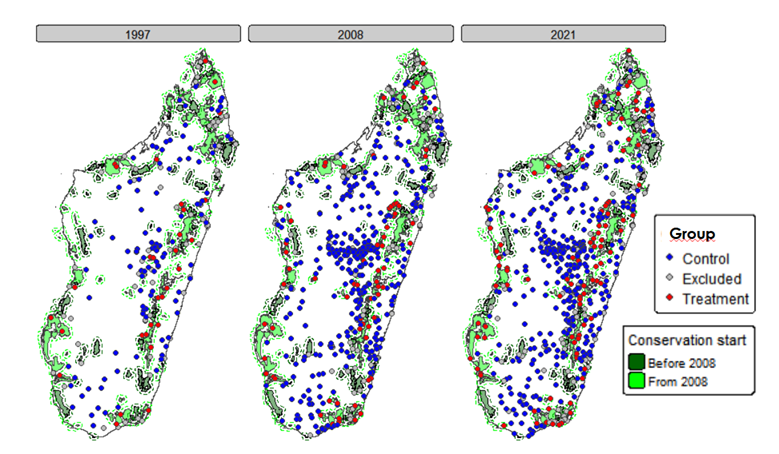 1997
2008
2021
Group
Control
Excluded
Treatment
Conservation start
Before 2008
From 2008